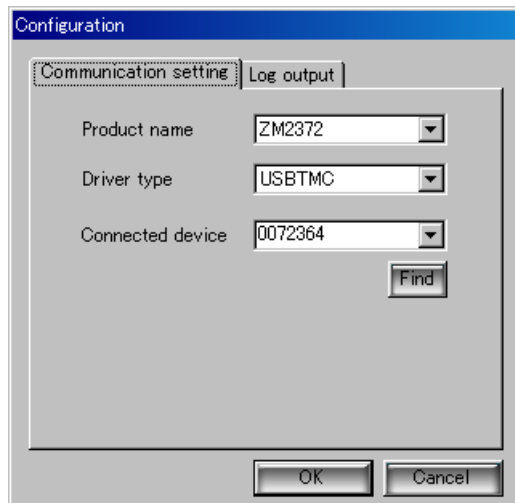 Configuration
Communication setting Log output
Product name ZM2372
Driver type USBTMC
Connected device 0072364
Find
OK Cancel